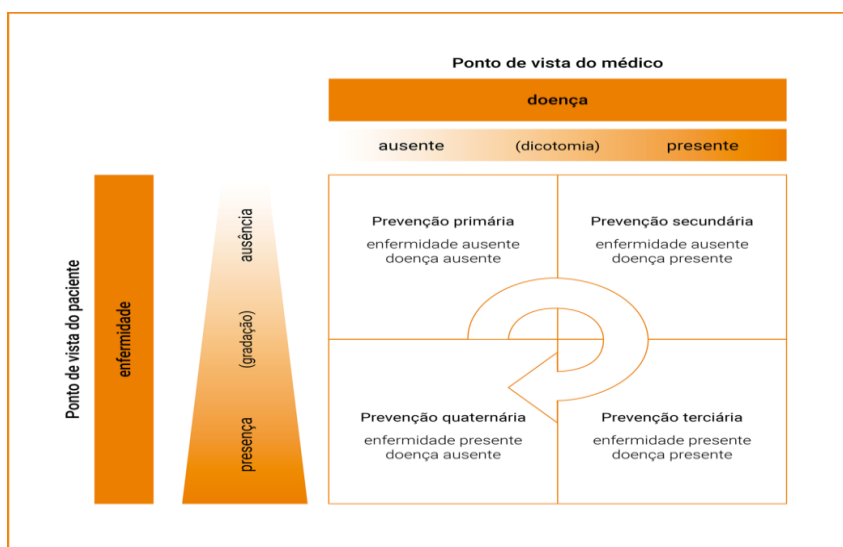 Ponto de vista do médico
doença
ausente (dicotomia) presente
Ponto de vista do paciente
enfermidade
ausência
(gradação)
presença
Prevenção primária
enfermidade ausente
doença ausente
Prevenção secundária
enfermidade ausente
doença presente
Prevenção quaternária
enfermidade presente
doença ausente
Prevenção terciária
enfermidade presente
doença presente